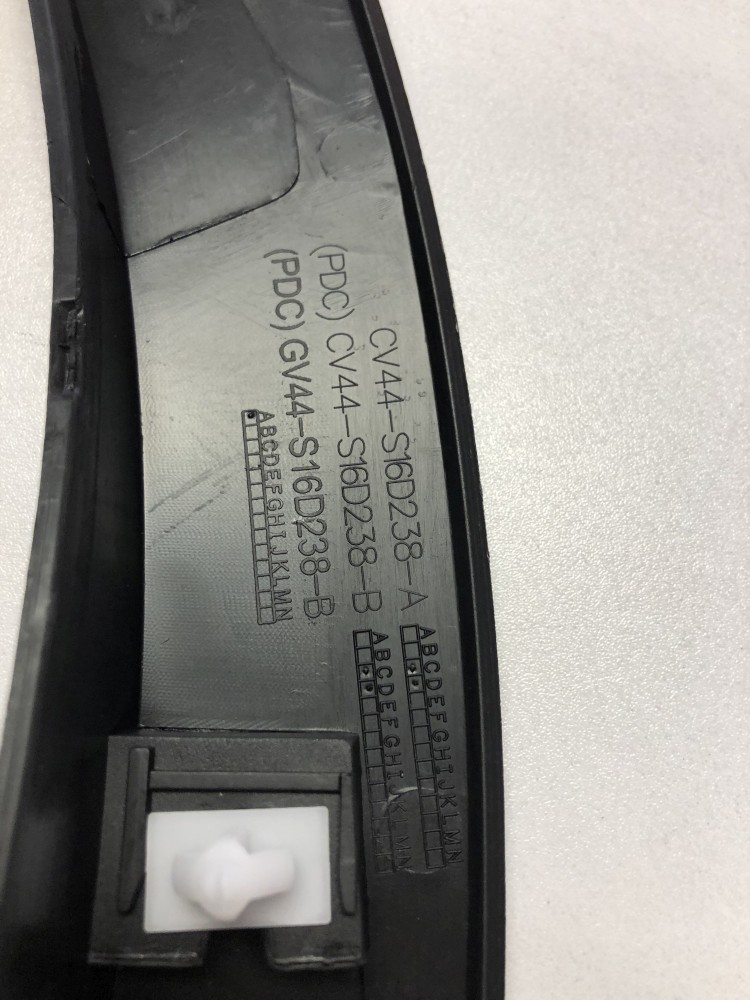 CV44-S16D238-A
ABCDEFGHIJKLMN
(PDC) CV44-S16D238-B
ABCDEFGHIJKLMN
(PDC) GV44-S16D238-B
ABCDEFGHIJKLMN